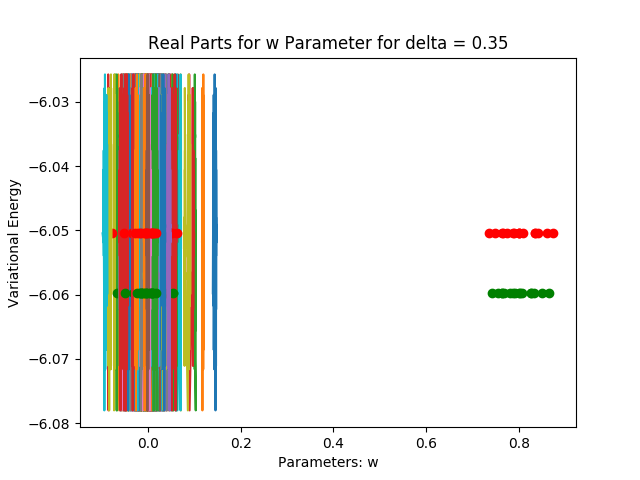 Real Parts for w Parameter for delta = 0.35
−6.03
−6.04
−6.05
−6.06
−6.07
−6.08
Variational Energy
0.0 0.2 0.4 0.6 0.8
Parameters: w